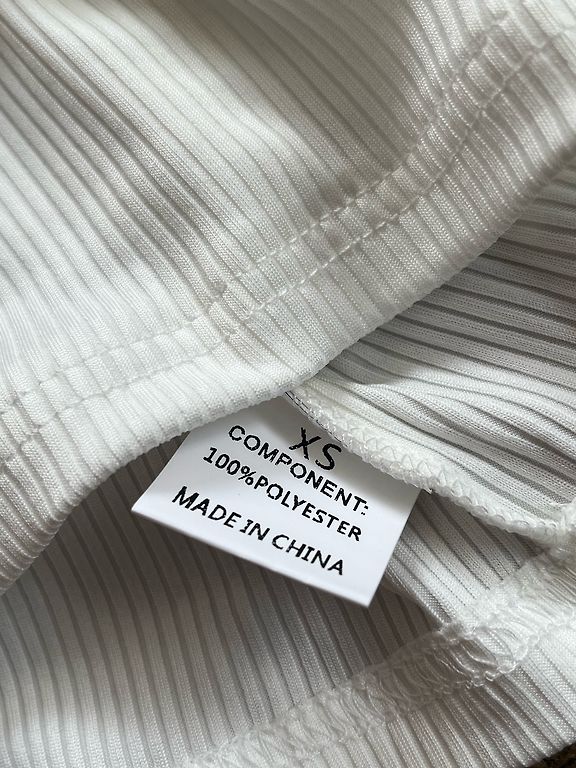 XS
COMPONENT:
100%POLYESTER
MADE IN CHINA